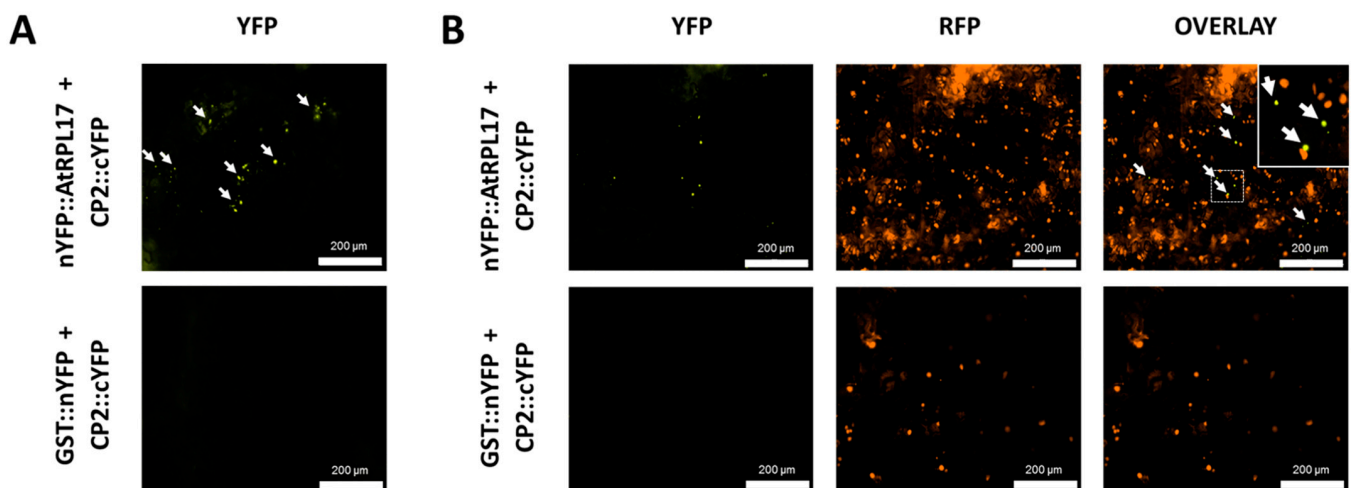 A
YFP
B
YFP
RFP
OVERLAY
nYFP::AtRPL17 +
CP2::cYFP
200 µm
nYFP::AtRPL17 +
CP2::cYFP
200 µm
200 µm
200 µm
GST::nYFP +
CP2::cYFP
200 µm
GST::nYFP +
CP2::cYFP
200 µm
200 µm
200 µm